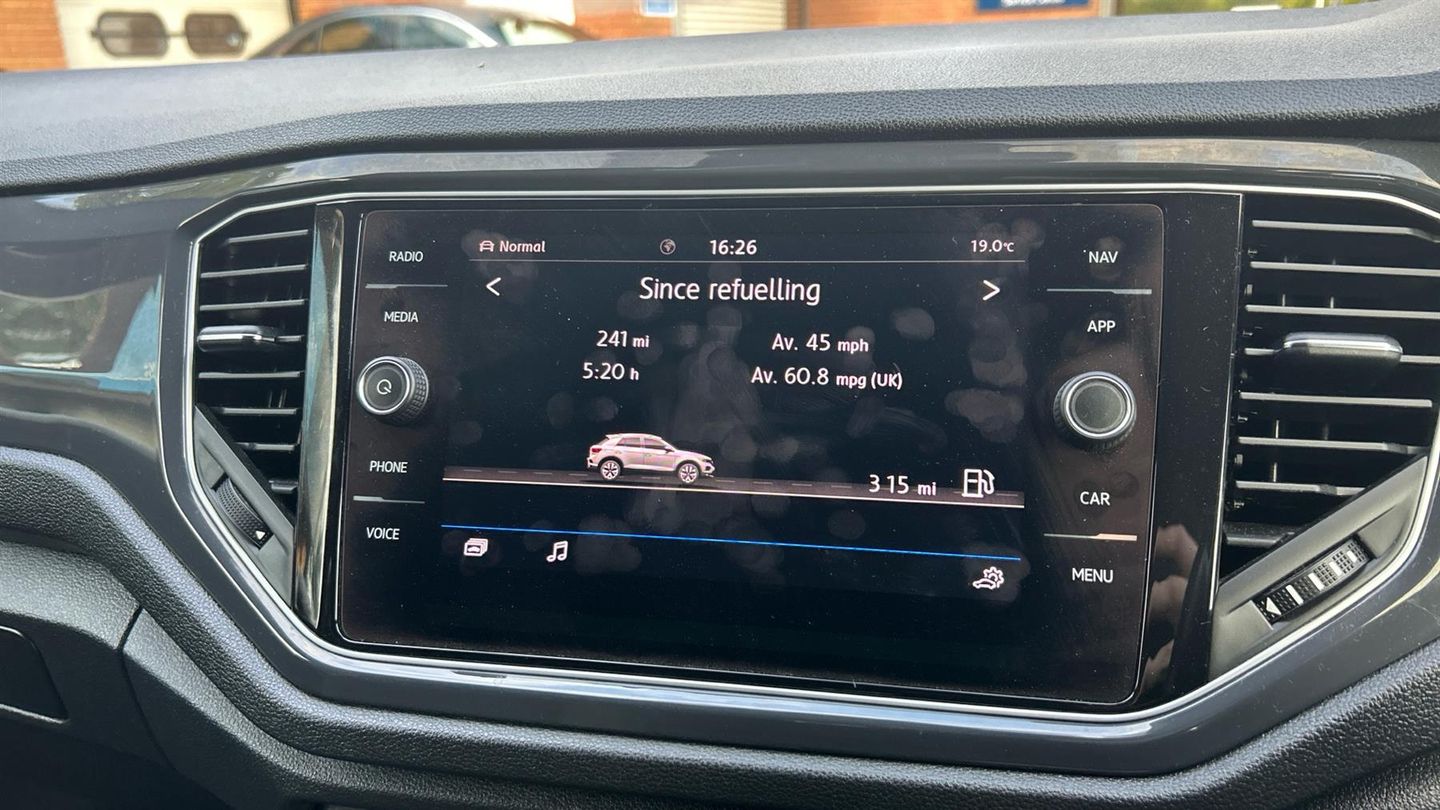 RADIO
MEDIA
PHONE
VOICE
Normal
16:26
19.0°C
< Since refuelling >
241 mi
Av. 45 mph
5:20 h
Av. 60.8 mpg (UK)
315 mi
NAV
APP
CAR
MENU